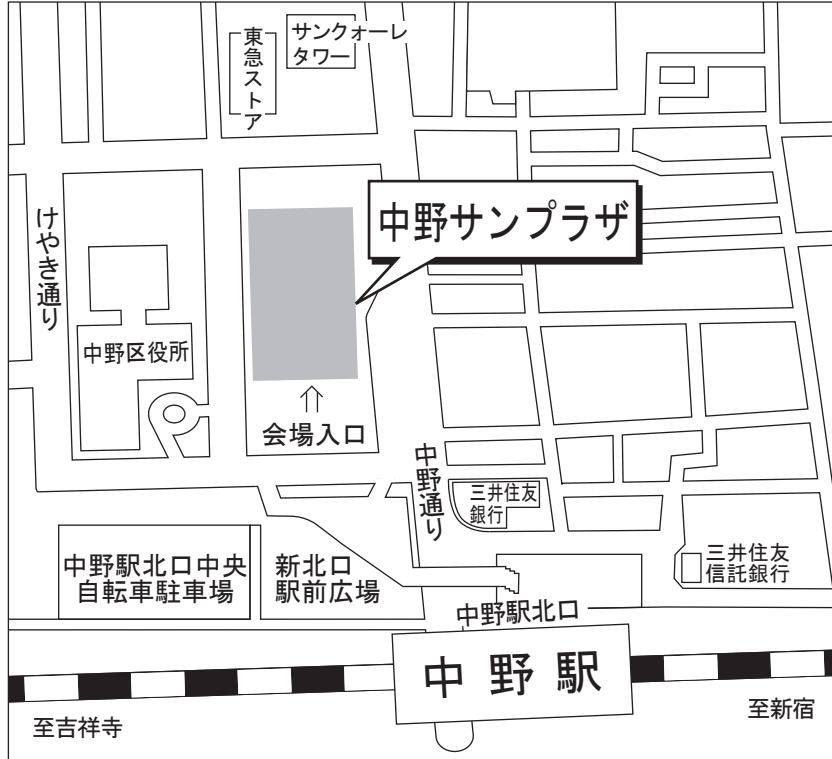 東急ストア
サンクォーレ
タワー
中野サンプラザ
けやき通り
中野区役所
会場入口
中野通り
三井住友
銀行
中野駅北口中央
自転車駐車場
新北口
駅前広場
三井住友
信託銀行
中野駅北口
中野駅
至吉祥寺
至新宿